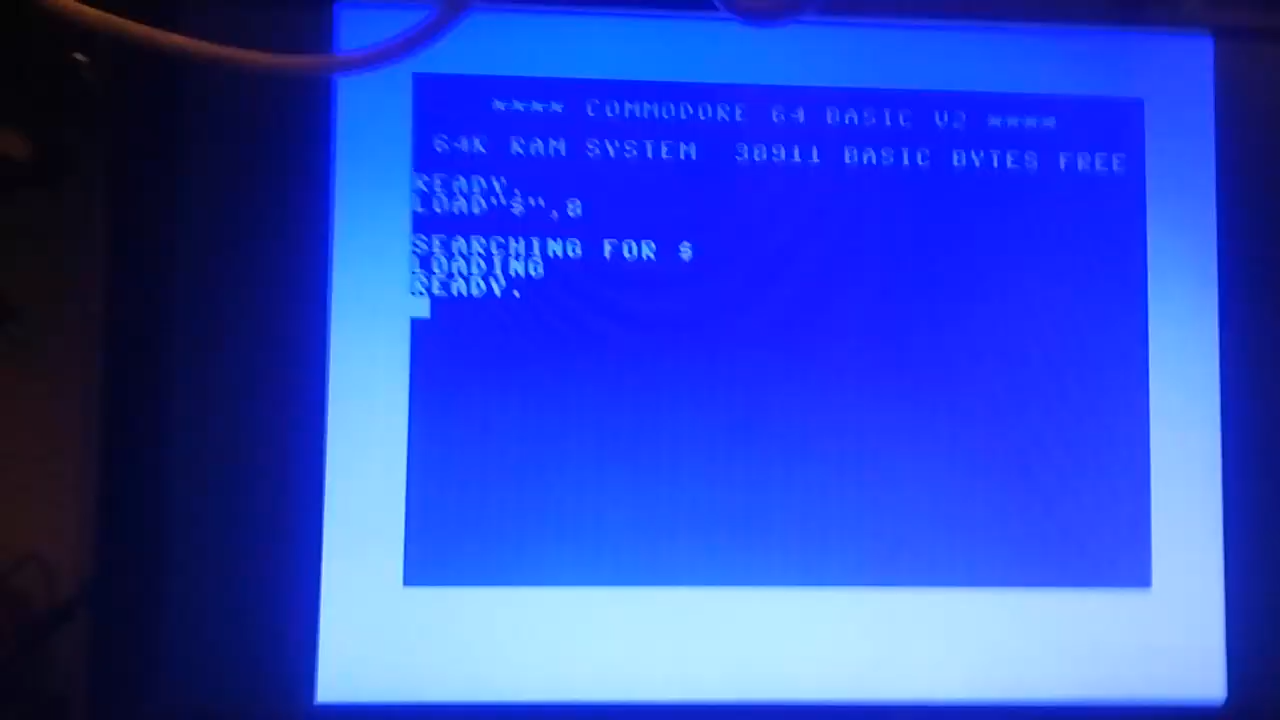 **** COMMODORE 64 BASIC V2 ****
64K RAM SYSTEM 38911 BASIC BYTES FREE
READY.
LOAD"$",8
SEARCHING FOR $
LOADING
READY.